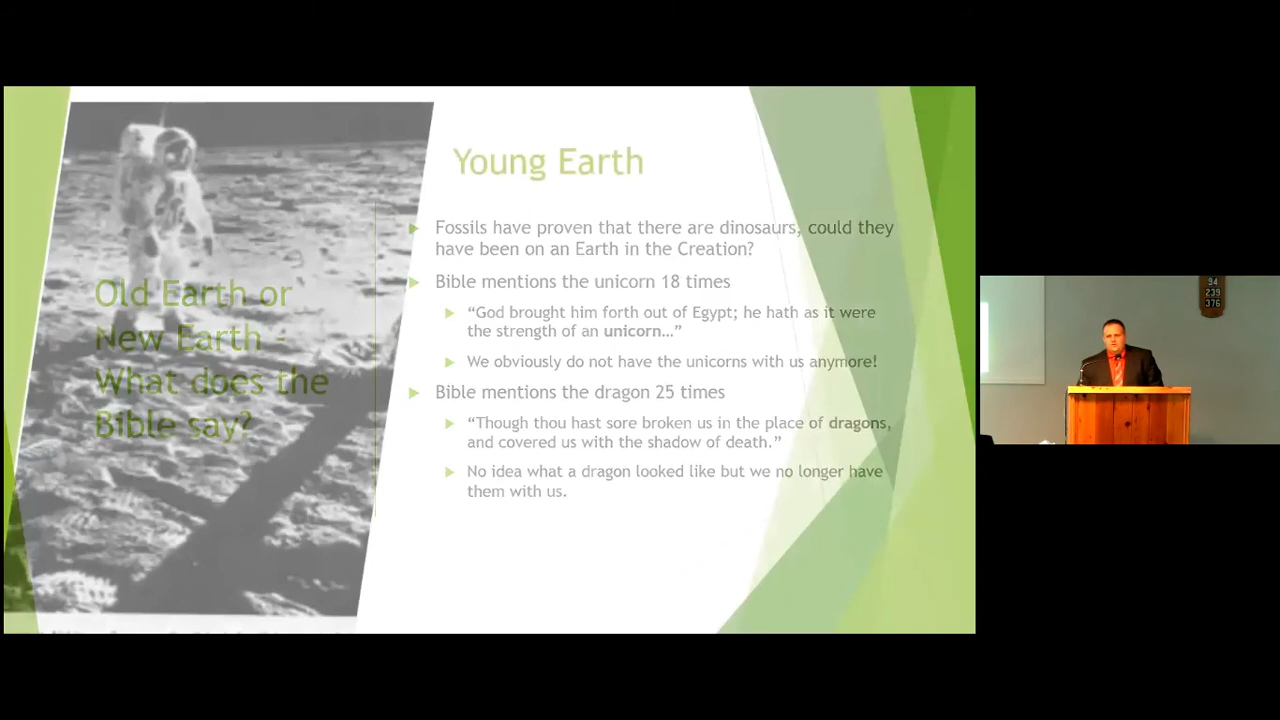 Young Earth
Old Earth or
New Earth -
What does the
Bible say?
Fossils have proven that there are dinosaurs, could they
have been on an Earth in the Creation?
Bible mentions the unicorn 18 times
“God brought him forth out of Egypt; he hath as it were
the strength of an unicorn…”
We obviously do not have the unicorns with us anymore!
Bible mentions the dragon 25 times
“Though thou hast sore broken us in the place of dragons,
and covered us with the shadow of death.”
No idea what a dragon looked like but we no longer have
them with us.
94
239
376